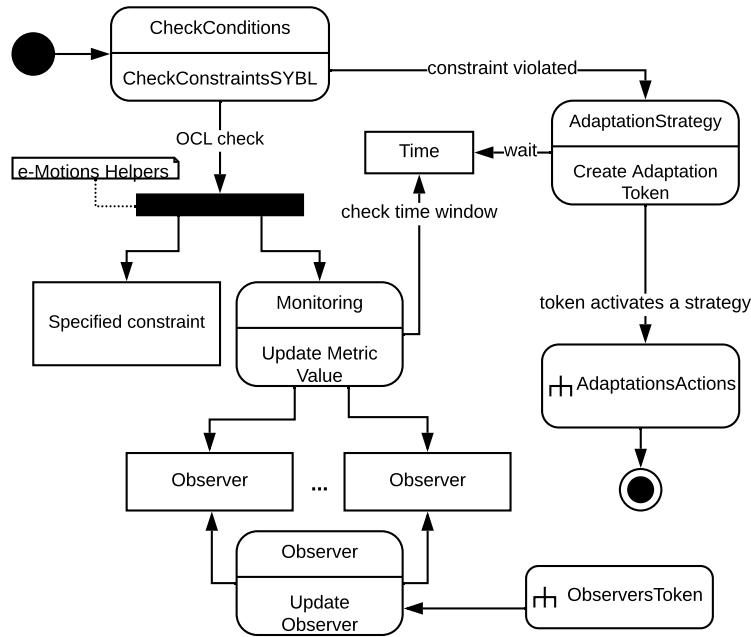 CheckConditions
CheckConstraintsSYBL
constraint violated
OCL check
AdaptationStrategy
Create Adaptation
Token
Time
wait
e-Motions Helpers
check time window
Specified constraint
Monitoring
Update Metric
Value
token activates a strategy
AdaptationsActions
Observer
...
Observer
Observer
Update
Observer
ObserversToken